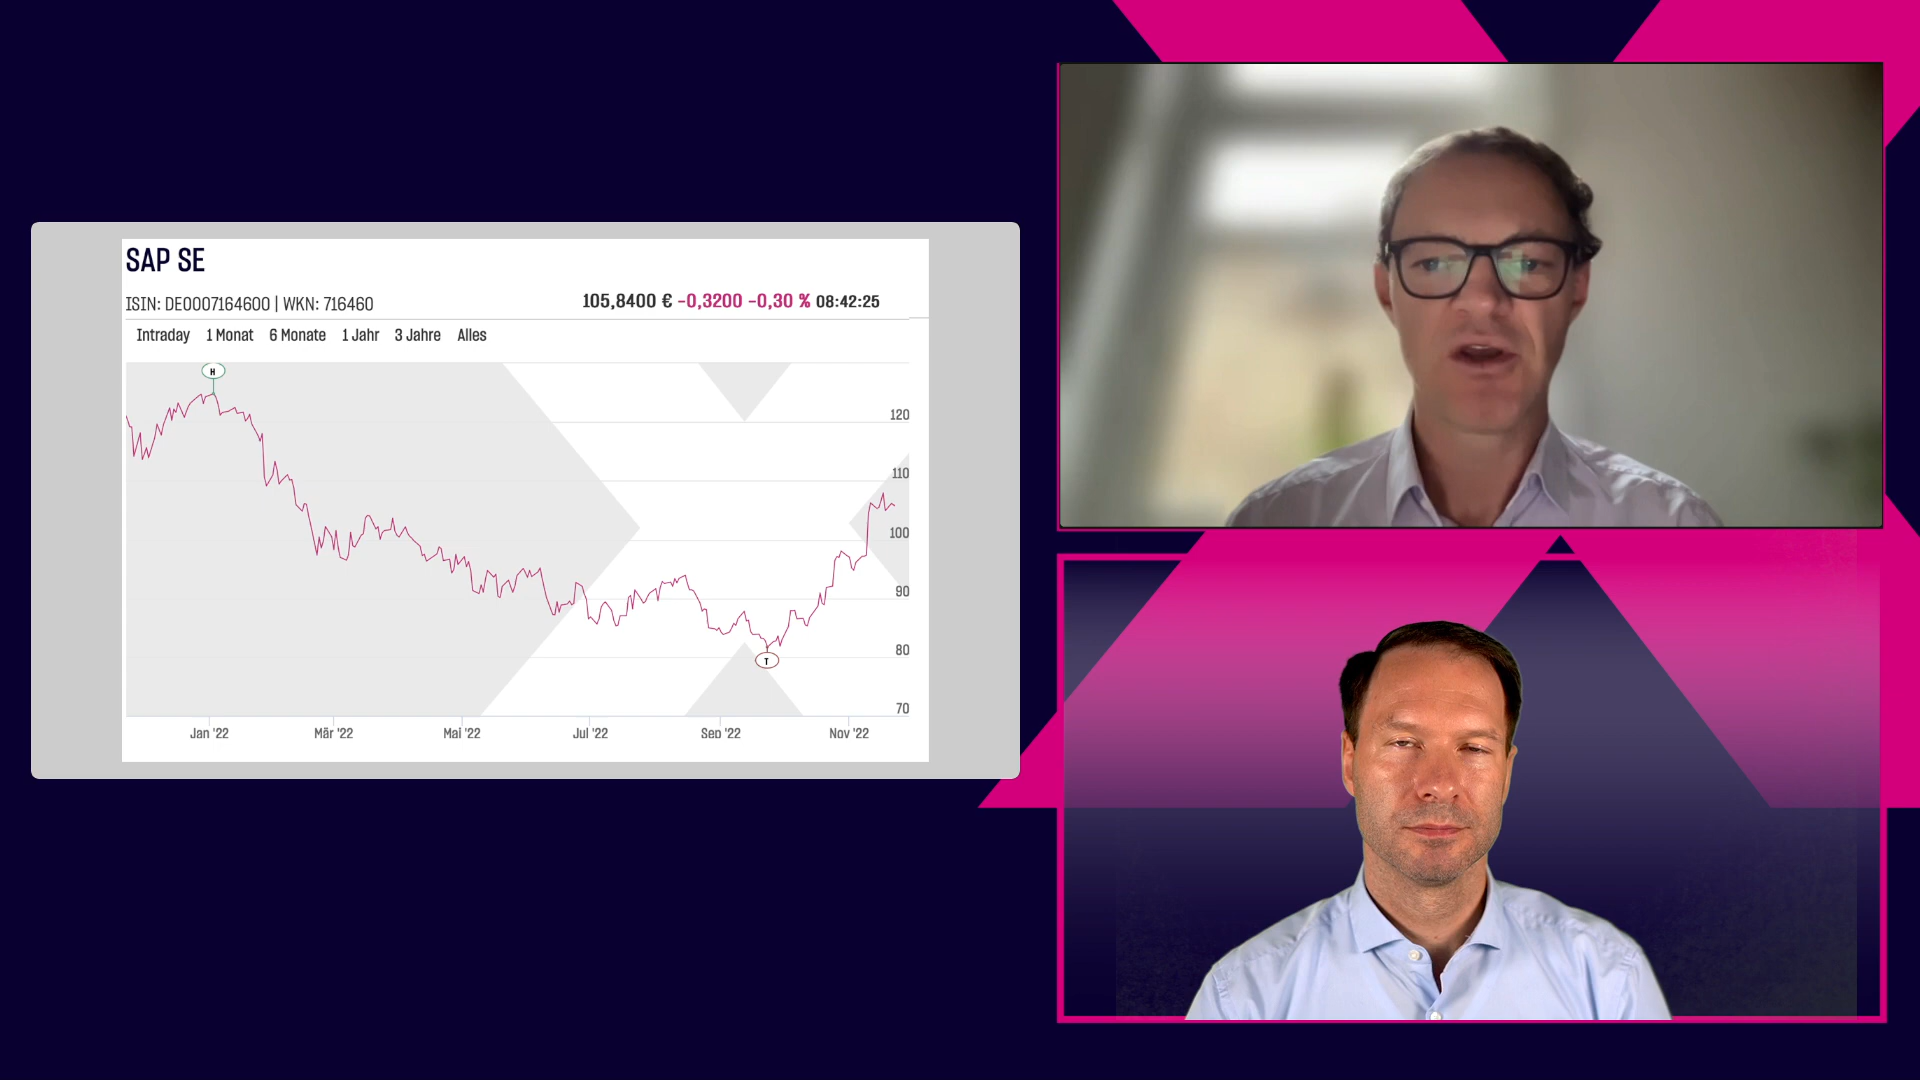 SAP SE
ISIN: DE0007164600 | WKN: 716460
105,8400 € -0,3200 -0,30 % 08:42:25
Intraday 1 Monat 6 Monate 1 Jahr 3 Jahre Alles
H
120
110
100
90
80
T
70
Jan '22 Mär '22 Mai '22 Jul '22 Sep '22 Nov '22